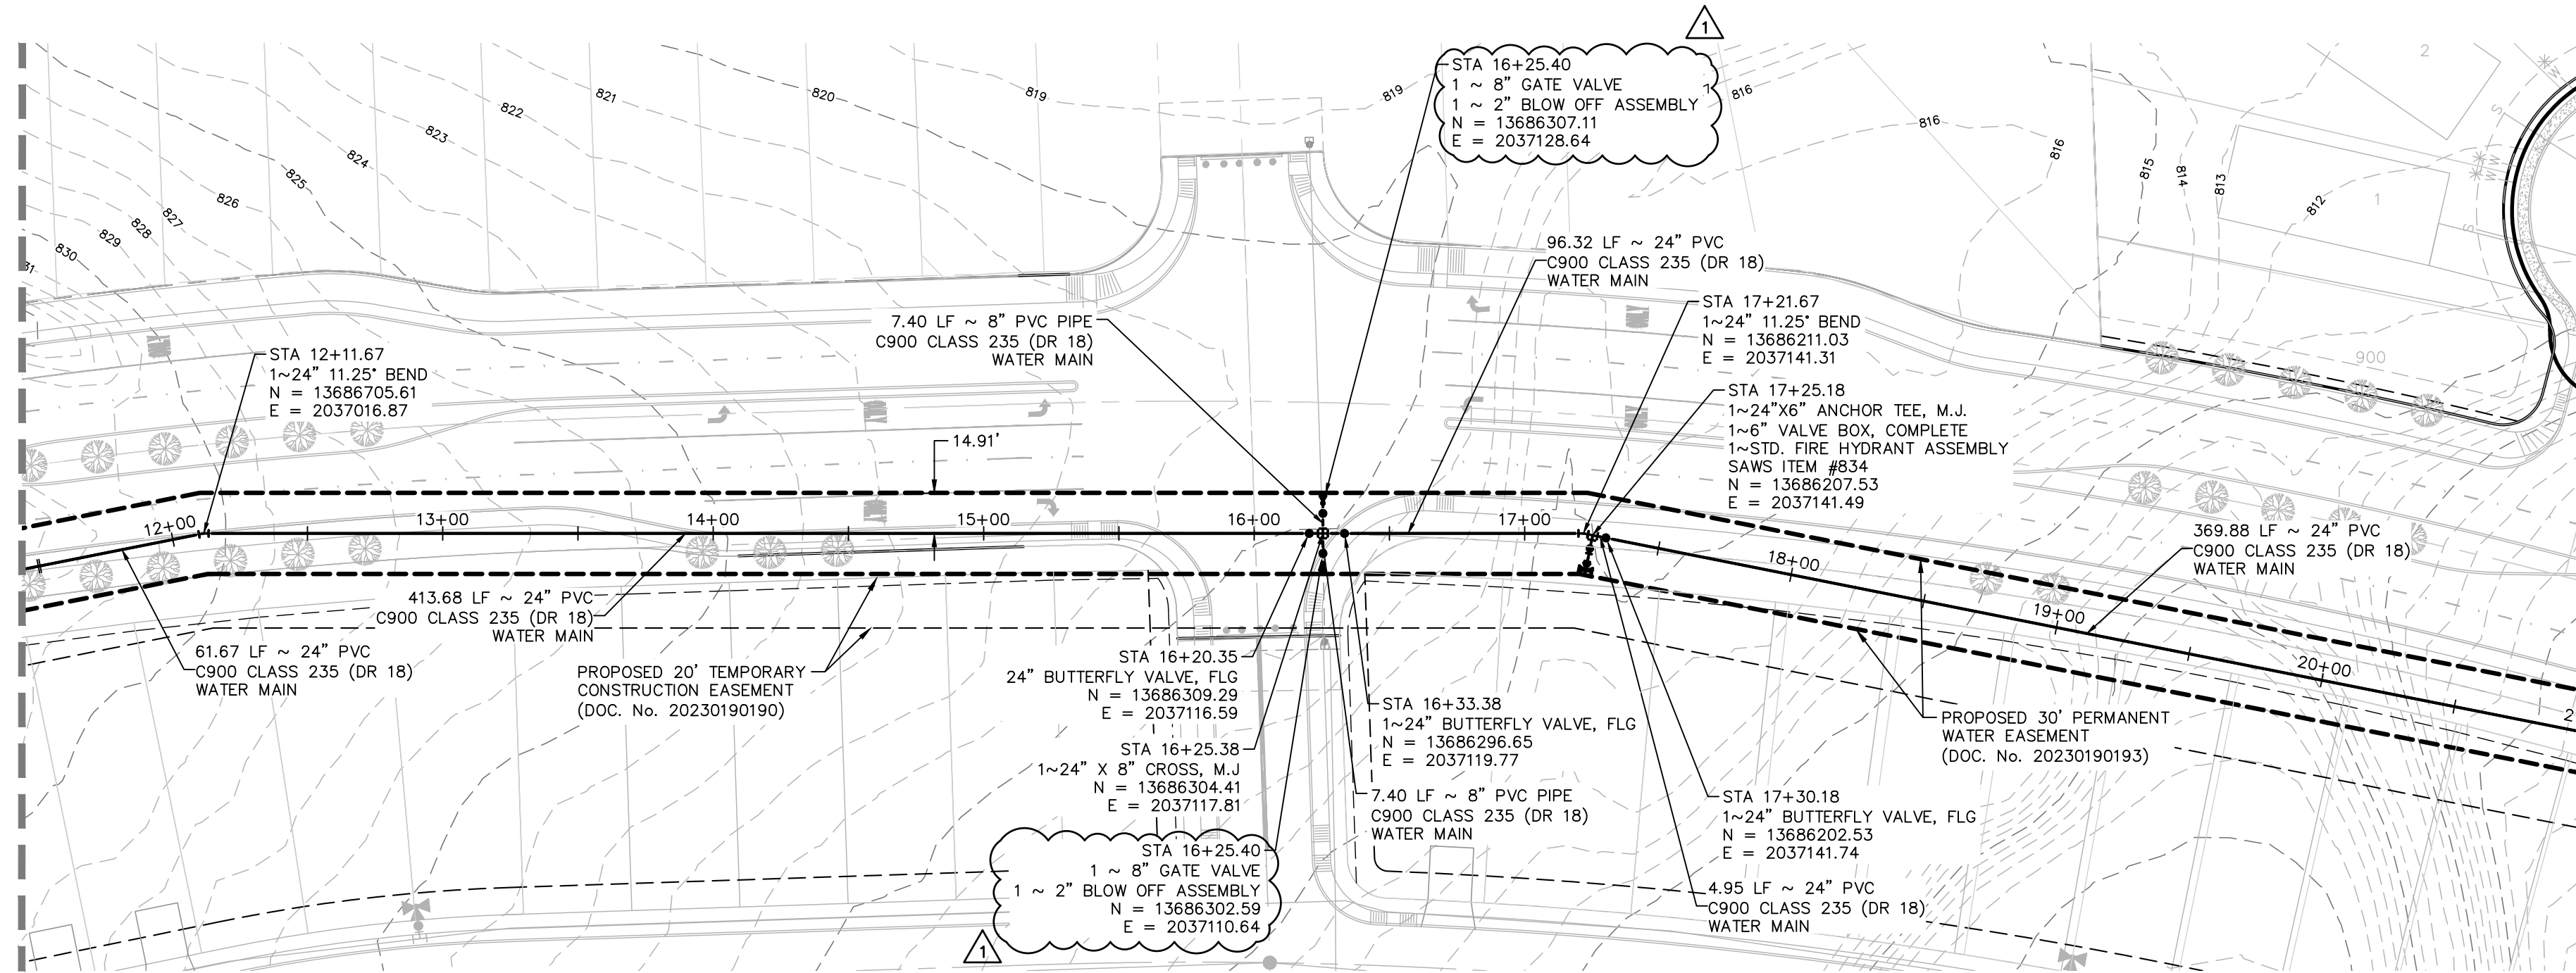 1
STA 16+25.40
1 ~ 8" GATE VALVE
1 ~ 2" BLOW OFF ASSEMBLY
N = 13686307.11
E = 2037128.64
830
829
828
827
826
825
824
823
822
821
820
819
819
816
816
816
815
814
813
812
2
1
900
S
S
W
WW
96.32 LF ~ 24" PVC
C900 CLASS 235 (DR 18)
WATER MAIN
STA 17+21.67
1~24" 11.25° BEND
N = 13686211.03
E = 2037141.31
7.40 LF ~ 8" PVC PIPE
C900 CLASS 235 (DR 18)
WATER MAIN
STA 12+11.67
1~24" 11.25° BEND
N = 13686705.61
E = 2037016.87
STA 17+25.18
1~24"X6" ANCHOR TEE, M.J.
1~6" VALVE BOX, COMPLETE
1~STD. FIRE HYDRANT ASSEMBLY
SAWS ITEM #834
N = 13686207.53
E = 2037141.49
14.91'
12+00
13+00
14+00
15+00
16+00
17+00
18+00
19+00
20+00
2
369.88 LF ~ 24" PVC
C900 CLASS 235 (DR 18)
WATER MAIN
413.68 LF ~ 24" PVC
C900 CLASS 235 (DR 18)
WATER MAIN
61.67 LF ~ 24" PVC
C900 CLASS 235 (DR 18)
WATER MAIN
PROPOSED 20' TEMPORARY
CONSTRUCTION EASEMENT
(DOC. No. 20230190190)
STA 16+20.35
24" BUTTERFLY VALVE, FLG
N = 13686309.29
E = 2037116.59
STA 16+25.38
1~24" X 8" CROSS, M.J
N = 13686304.41
E = 2037117.81
STA 16+25.40
1 ~ 8" GATE VALVE
1 ~ 2" BLOW OFF ASSEMBLY
N = 13686302.59
E = 2037110.64
1
STA 16+33.38
1~24" BUTTERFLY VALVE, FLG
N = 13686296.65
E = 2037119.77
7.40 LF ~ 8" PVC PIPE
C900 CLASS 235 (DR 18)
WATER MAIN
STA 17+30.18
1~24" BUTTERFLY VALVE, FLG
N = 13686202.53
E = 2037141.74
4.95 LF ~ 24" PVC
C900 CLASS 235 (DR 18)
WATER MAIN
PROPOSED 30' PERMANENT
WATER EASEMENT
(DOC. No. 20230190193)